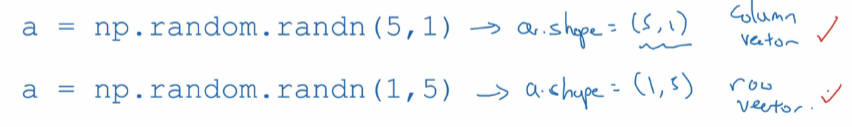 a = np.random.randn(5,1) → a.shape = (5,1) column vector ✓
a = np.random.randn(1,5) → a.shape = (1,5) row vector. ✓